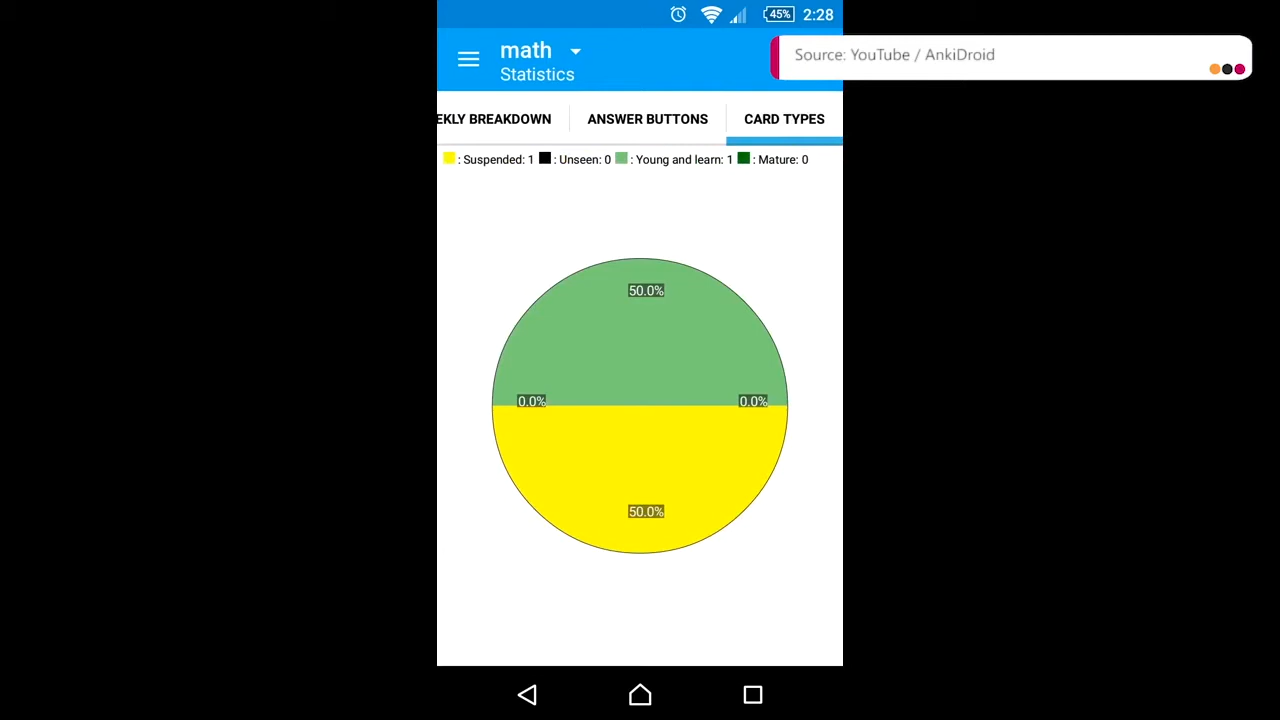 45% 2:28
math
Statistics
Source: YouTube / AnkiDroid
EKLY BREAKDOWN ANSWER BUTTONS CARD TYPES
: Suspended: 1 : Unseen: 0 : Young and learn: 1 : Mature: 0
50.0%
0.0% 0.0%
50.0%